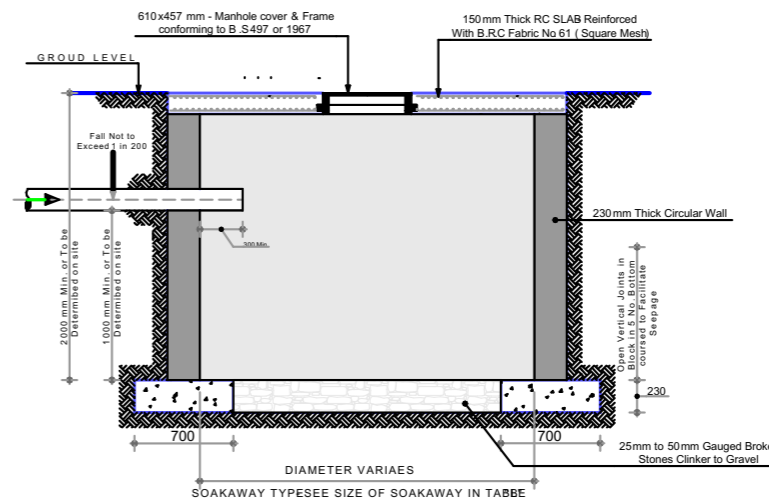 610x457 mm - Manhole cover & Frame
conforming to B .S497 or 1967
150mm Thick RC SLAB Reinforced
With B.RC Fabric No 61 ( Square Mesh)
GROUD LEVEL
Fall Not to
Exceed 1 in 200
300 Min.
230mm Thick Circular Wall
2000 mm Min. or To be
Determibed on site
1000 mm Min. or To be
Determibed on site
Open Vertical Joints in
Block in 5 No. Bottom
coursed to Facilitate
Seepage
230
700
700
25mm to 50mm Gauged Broke
Stones Clinker to Gravel
DIAMETER VARIAES
SOAKAWAY TYPESEE SIZE OF SOAKAWAY IN